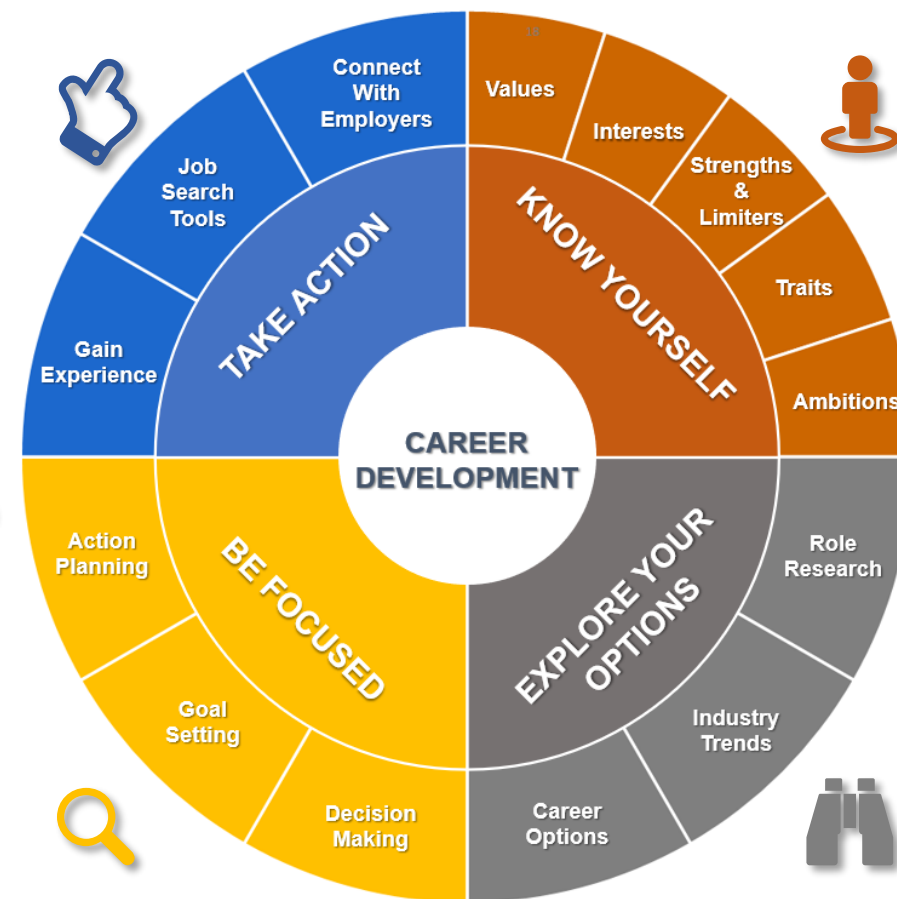 CAREER
DEVELOPMENT
KNOW YOURSELF
Values
Interests
Strengths
&
Limiters
Traits
Ambitions
EXPLORE YOUR
OPTIONS
Role
Research
Industry
Trends
Career
Options
BE FOCUSED
Decision
Making
Goal
Setting
Action
Planning
TAKE ACTION
Gain
Experience
Job
Search
Tools
Connect
With
Employers